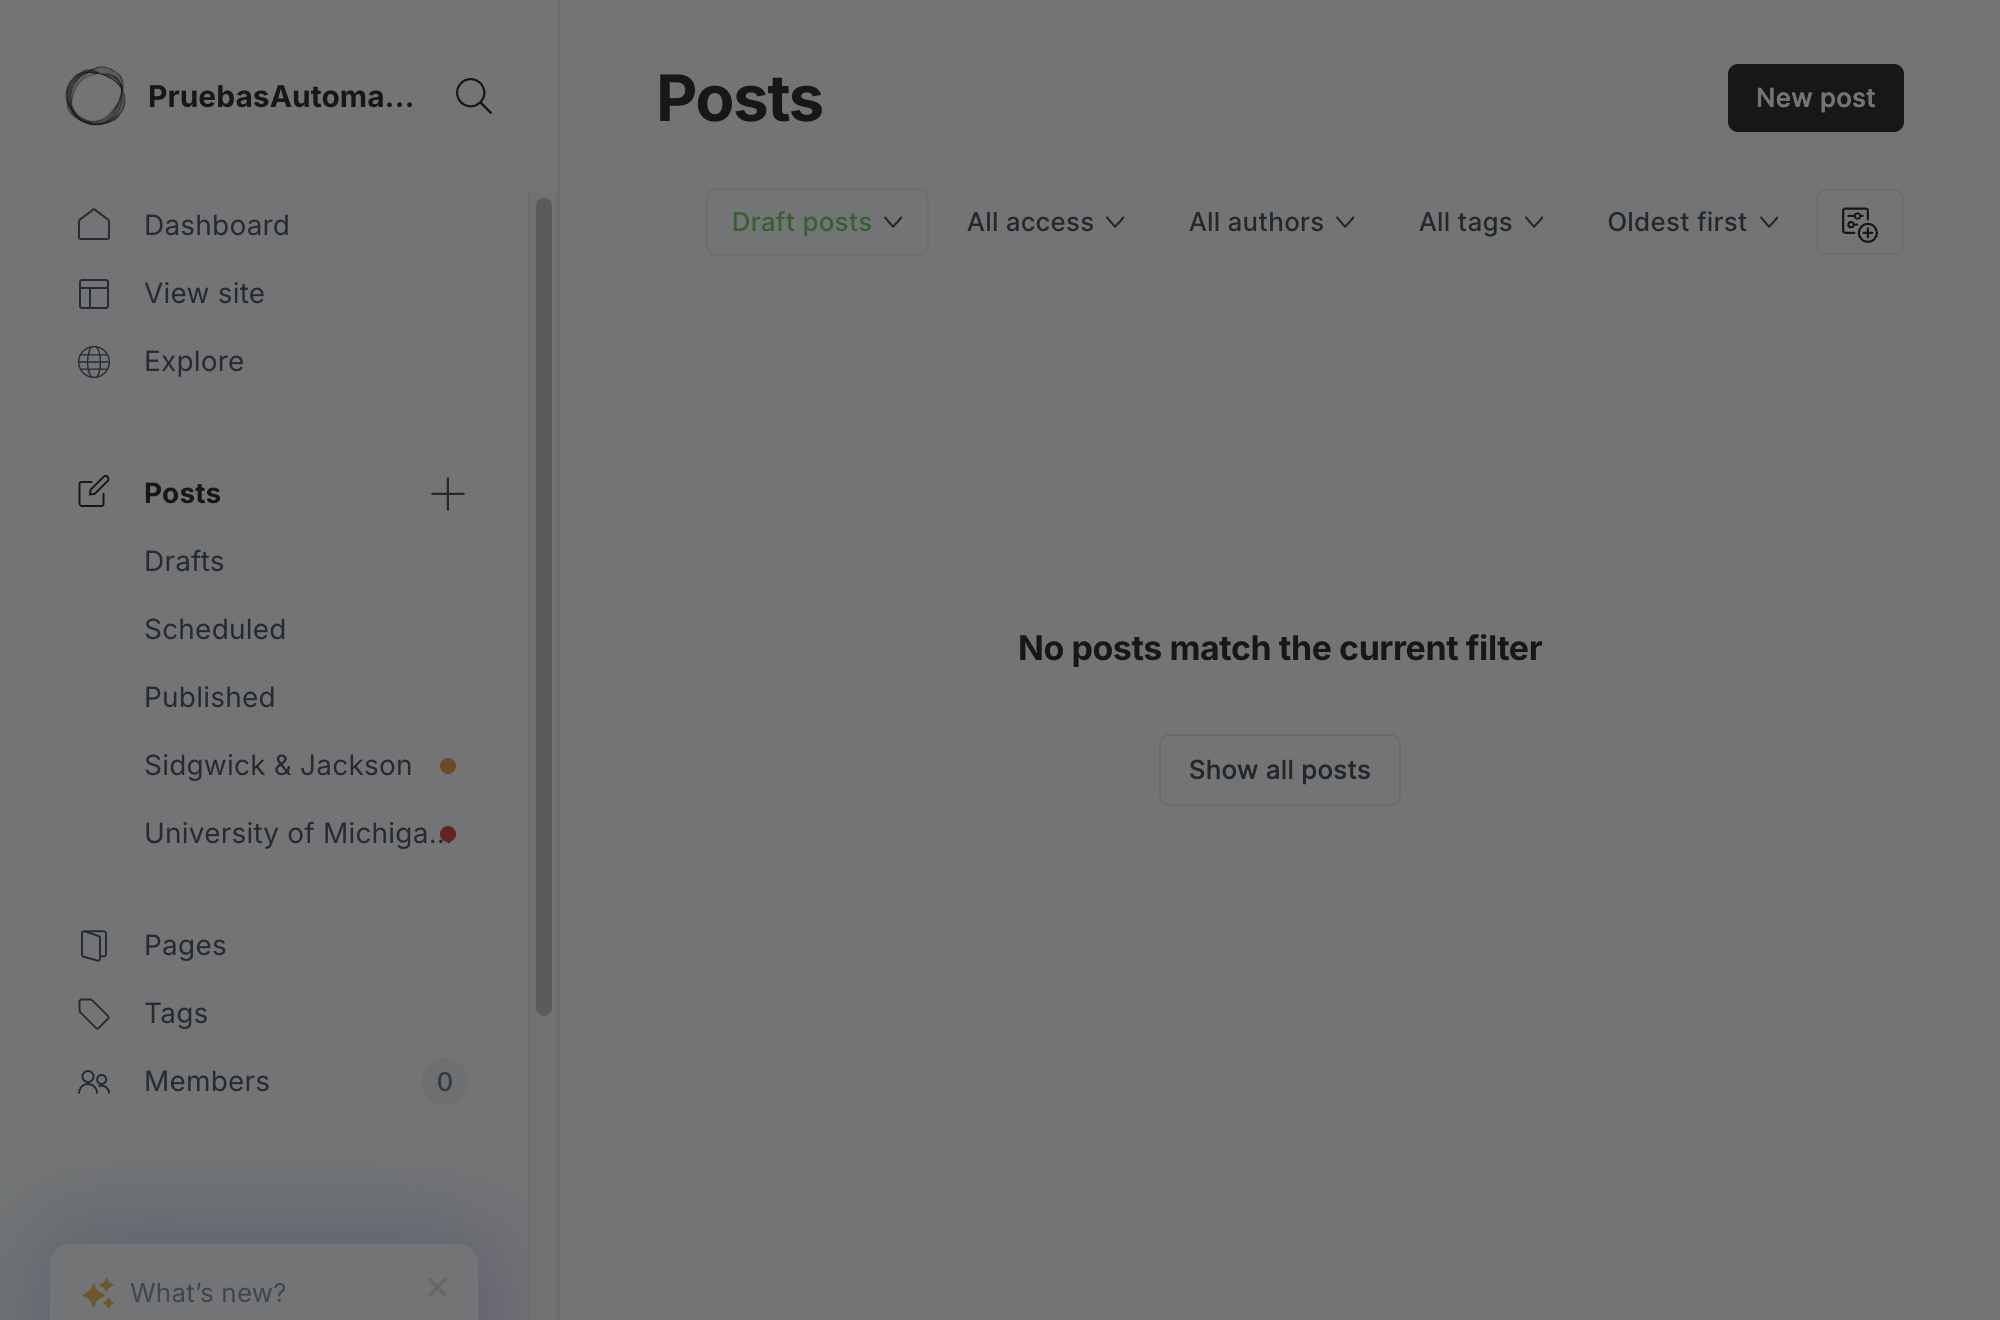 PruebasAutoma...
Dashboard
View site
Explore
Posts
Drafts
Scheduled
Published
Sidgwick & Jackson
University of Michiga...
Pages
Tags
Members
0
What's new?
Posts
New post
Draft posts
All access
All authors
All tags
Oldest first
No posts match the current filter
Show all posts